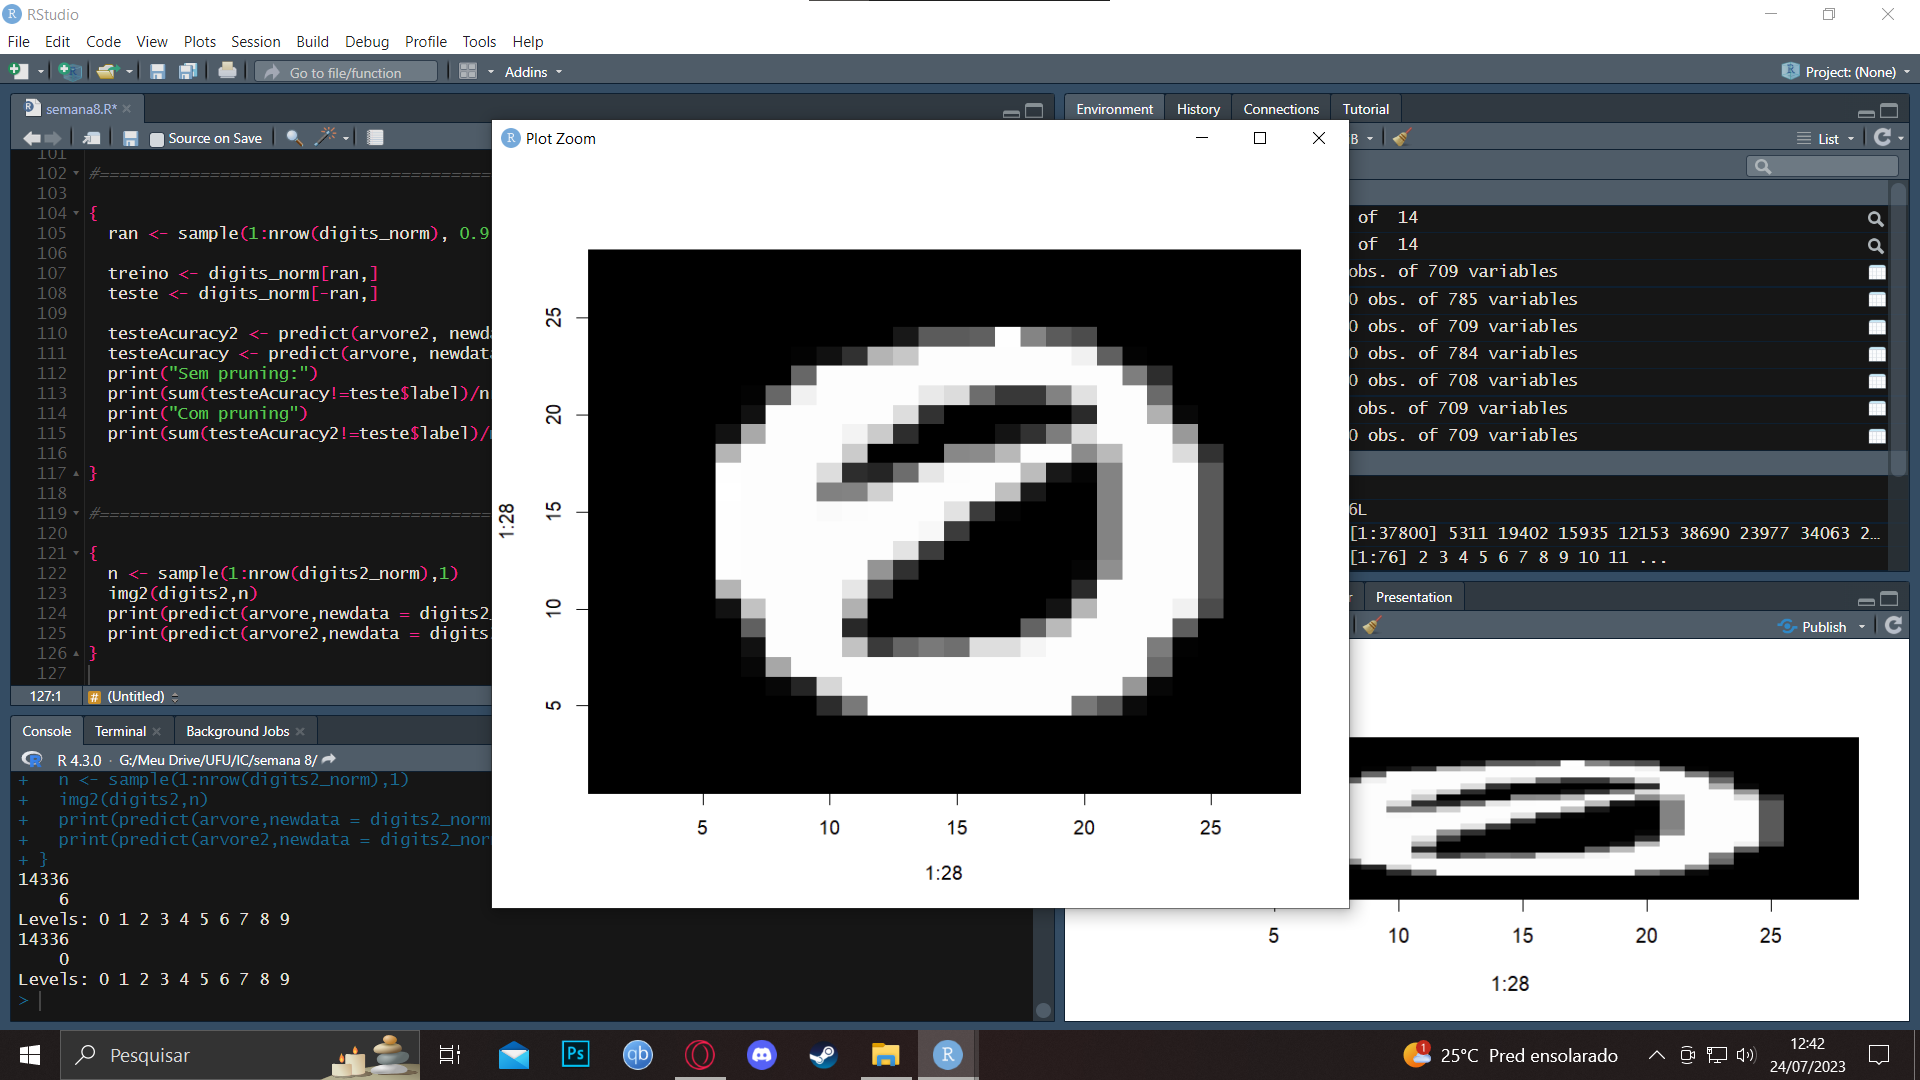 RStudio
File Edit Code View Plots Session Build Debug Profile Tools Help
Go to file/function Addins Project: (None)
semana8.R*
Source on Save
101
102 #=======================================
103
104 {
105 ran <- sample(1:nrow(digits_norm), 0.9
106
107 treino <- digits_norm[ran,]
108 teste <- digits_norm[-ran,]
109
110 testeAcuracy2 <- predict(arvore2, newda
111 testeAcuracy <- predict(arvore, newdat
112 print("Sem pruning:")
113 print(sum(testeAcuracy!=teste$label)/n
114 print("Com pruning")
115 print(sum(testeAcuracy2!=teste$label)/
116
117 }
118
119 #=======================================
120
121 {
122 n <- sample(1:nrow(digits2_norm),1)
123 img2(digits2,n)
124 print(predict(arvore,newdata = digits2_
125 print(predict(arvore2,newdata = digits
126 }
127
127:1 # (Untitled)
Console Terminal Background Jobs
R 4.3.0 · G:/Meu Drive/UFU/IC/semana 8/
+ n <- sample(1:nrow(digits2_norm),1)
+ img2(digits2,n)
+ print(predict(arvore,newdata = digits2_norm
+ print(predict(arvore2,newdata = digits2_nor
+ }
14336
6
Levels: 0 1 2 3 4 5 6 7 8 9
14336
0
Levels: 0 1 2 3 4 5 6 7 8 9
>
R Plot Zoom
25
20
15
10
5
1:28
5 10 15 20 25
1:28
Environment History Connections Tutorial
B List
of 14
of 14
obs. of 709 variables
0 obs. of 785 variables
0 obs. of 709 variables
0 obs. of 784 variables
0 obs. of 708 variables
obs. of 709 variables
0 obs. of 709 variables
6L
[1:37800] 5311 19402 15935 12153 38690 23977 34063 2…
[1:76] 2 3 4 5 6 7 8 9 10 11 ...
r Presentation
Publish
5 10 15 20 25
1:28
Pesquisar
Ps qb R
1 25°C Pred ensolarado
12:42
24/07/2023